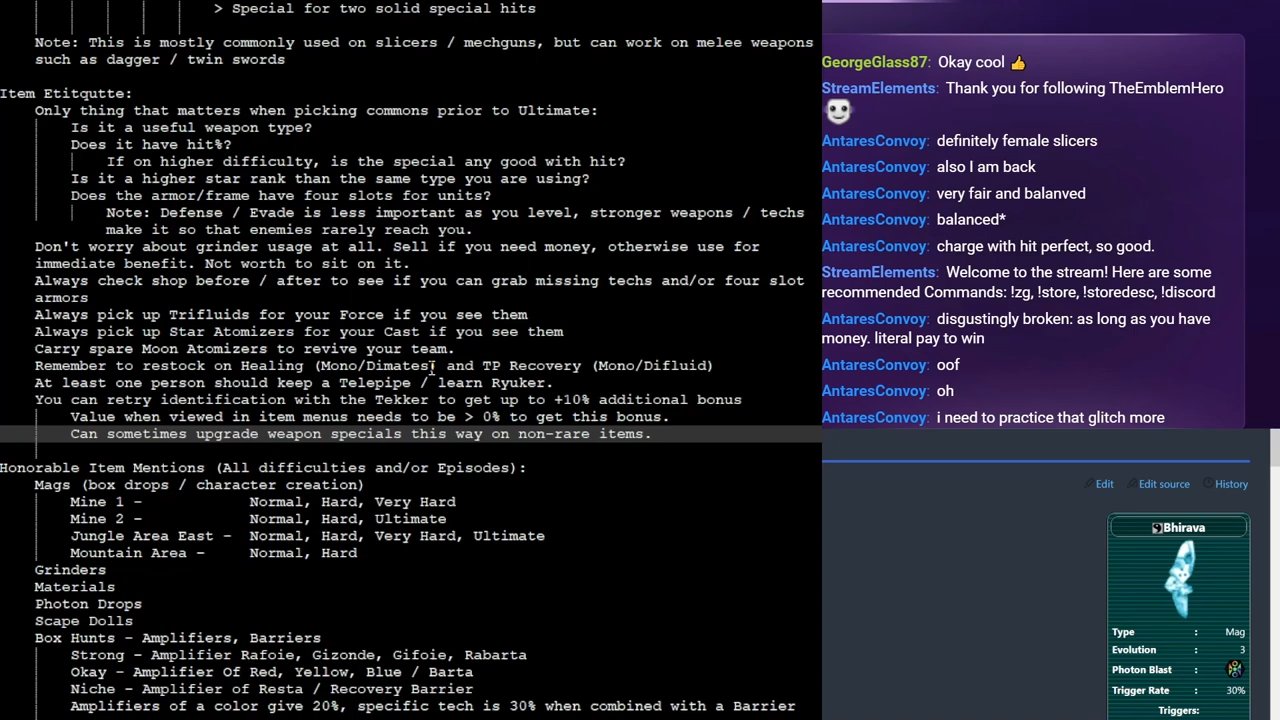 > Special for two solid special hits
Note: This is mostly commonly used on slicers / mechguns, but can work on melee weapons
such as dagger / twin swords
Item Etitqutte:
Only thing that matters when picking commons prior to Ultimate:
Is it a useful weapon type?
Does it have hit%?
If on higher difficulty, is the special any good with hit?
Is it a higher star rank than the same type you are using?
Does the armor/frame have four slots for units?
Note: Defense / Evade is less important as you level, stronger weapons / techs
make it so that enemies rarely reach you.
Don't worry about grinder usage at all. Sell if you need money, otherwise use for
immediate benefit. Not worth to sit on it.
Always check shop before / after to see if you can grab missing techs and/or four slot
armors
Always pick up Trifluids for your Force if you see them
Always pick up Star Atomizers for your Cast if you see them
Carry spare Moon Atomizers to revive your team.
Remember to restock on Healing (Mono/Dimates) and TP Recovery (Mono/Difluid)
At least one person should keep a Telepipe / learn Ryuker.
You can retry identification with the Tekker to get up to +10% additional bonus
Value when viewed in item menus needs to be > 0% to get this bonus.
Can sometimes upgrade weapon specials this way on non-rare items.
Honorable Item Mentions (All difficulties and/or Episodes):
Mags (box drops / character creation)
Mine 1 - Normal, Hard, Very Hard
Mine 2 - Normal, Hard, Ultimate
Jungle Area East - Normal, Hard, Very Hard, Ultimate
Mountain Area - Normal, Hard
Grinders
Materials
Photon Drops
Scape Dolls
Box Hunts - Amplifiers, Barriers
Strong - Amplifier Rafoie, Gizonde, Gifoie, Rabarta
Okay - Amplifier of Red, Yellow, Blue / Barta
Niche - Amplifier of Resta / Recovery Barrier
Amplifiers of a color give 20%, specific tech is 30% when combined with a Barrier
GeorgeGlass87: Okay cool 👍
StreamElements: Thank you for following TheEmblemHero
AntaresConvoy: definitely female slicers
AntaresConvoy: also I am back
AntaresConvoy: very fair and balanved
AntaresConvoy: balanced*
AntaresConvoy: charge with hit perfect, so good.
StreamElements: Welcome to the stream! Here are some
recommended Commands: !zg, !store, !storedesc, !discord
AntaresConvoy: disgustingly broken: as long as you have
money. literal pay to win
AntaresConvoy: oof
AntaresConvoy: oh
AntaresConvoy: i need to practice that glitch more
Edit Edit source History
Bhirava
Type : Mag
Evolution : 3
Photon Blast :
Trigger Rate : 30%
Triggers: